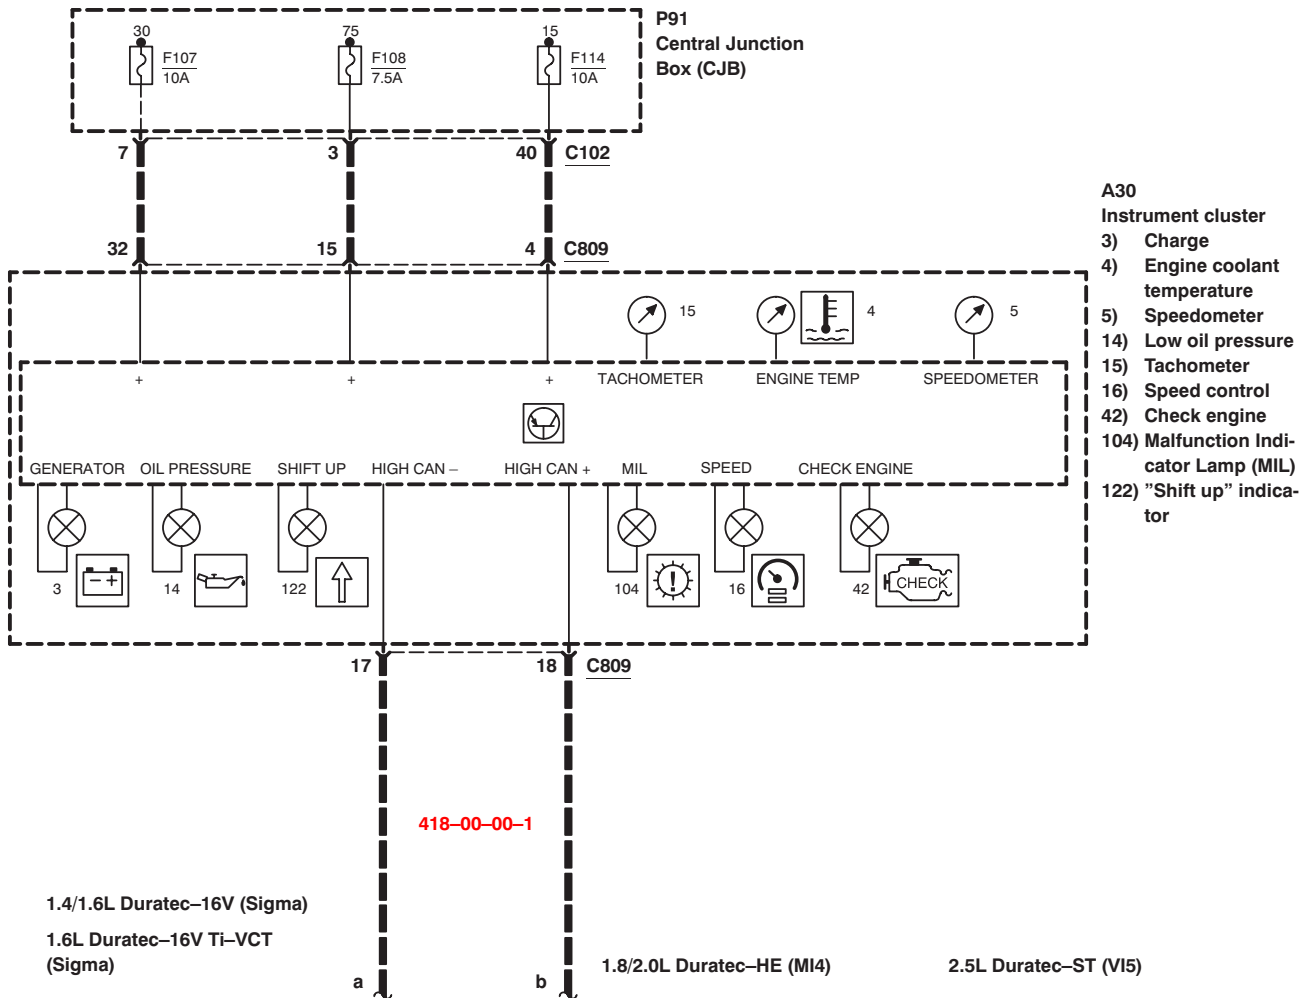 P91
Central Junction
Box (CJB)
30
F107
10A
75
F108
7.5A
15
F114
10A
7
3
40
C102
32
15
4
C809
A30
Instrument cluster
3) Charge
4) Engine coolant
temperature
5) Speedometer
14) Low oil pressure
15) Tachometer
16) Speed control
42) Check engine
104) Malfunction Indi-
cator Lamp (MIL)
122) ”Shift up” indica-
tor
15
4
5
+
+
+
TACHOMETER
ENGINE TEMP
SPEEDOMETER
GENERATOR
OIL PRESSURE
SHIFT UP
HIGH CAN –
HIGH CAN +
MIL
SPEED
CHECK ENGINE
3
– +
14
122
104
!
16
42
CHECK
17
18
C809
418–00–00–1
1.4/1.6L Duratec–16V (Sigma)
1.6L Duratec–16V Ti–VCT
(Sigma)
a
b
1.8/2.0L Duratec–HE (MI4)
2.5L Duratec–ST (VI5)